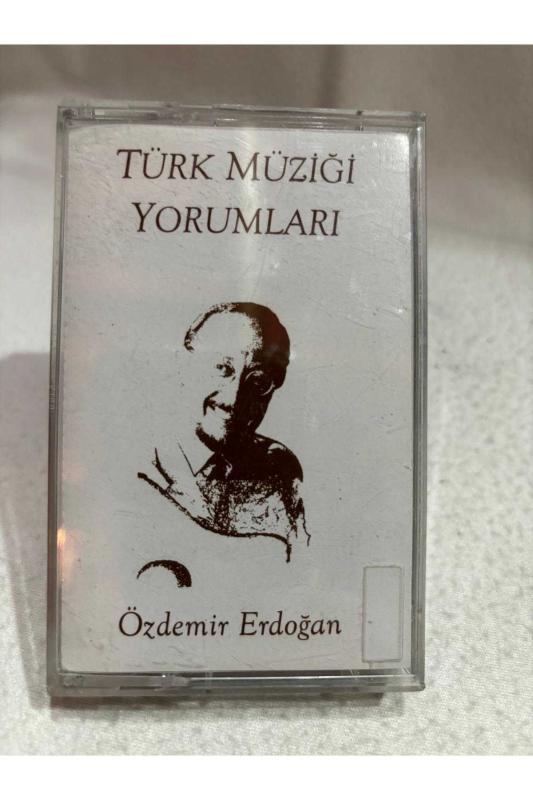 TÜRK MÜZİĞİ
YORUMLARI
Özdemir Erdoğan